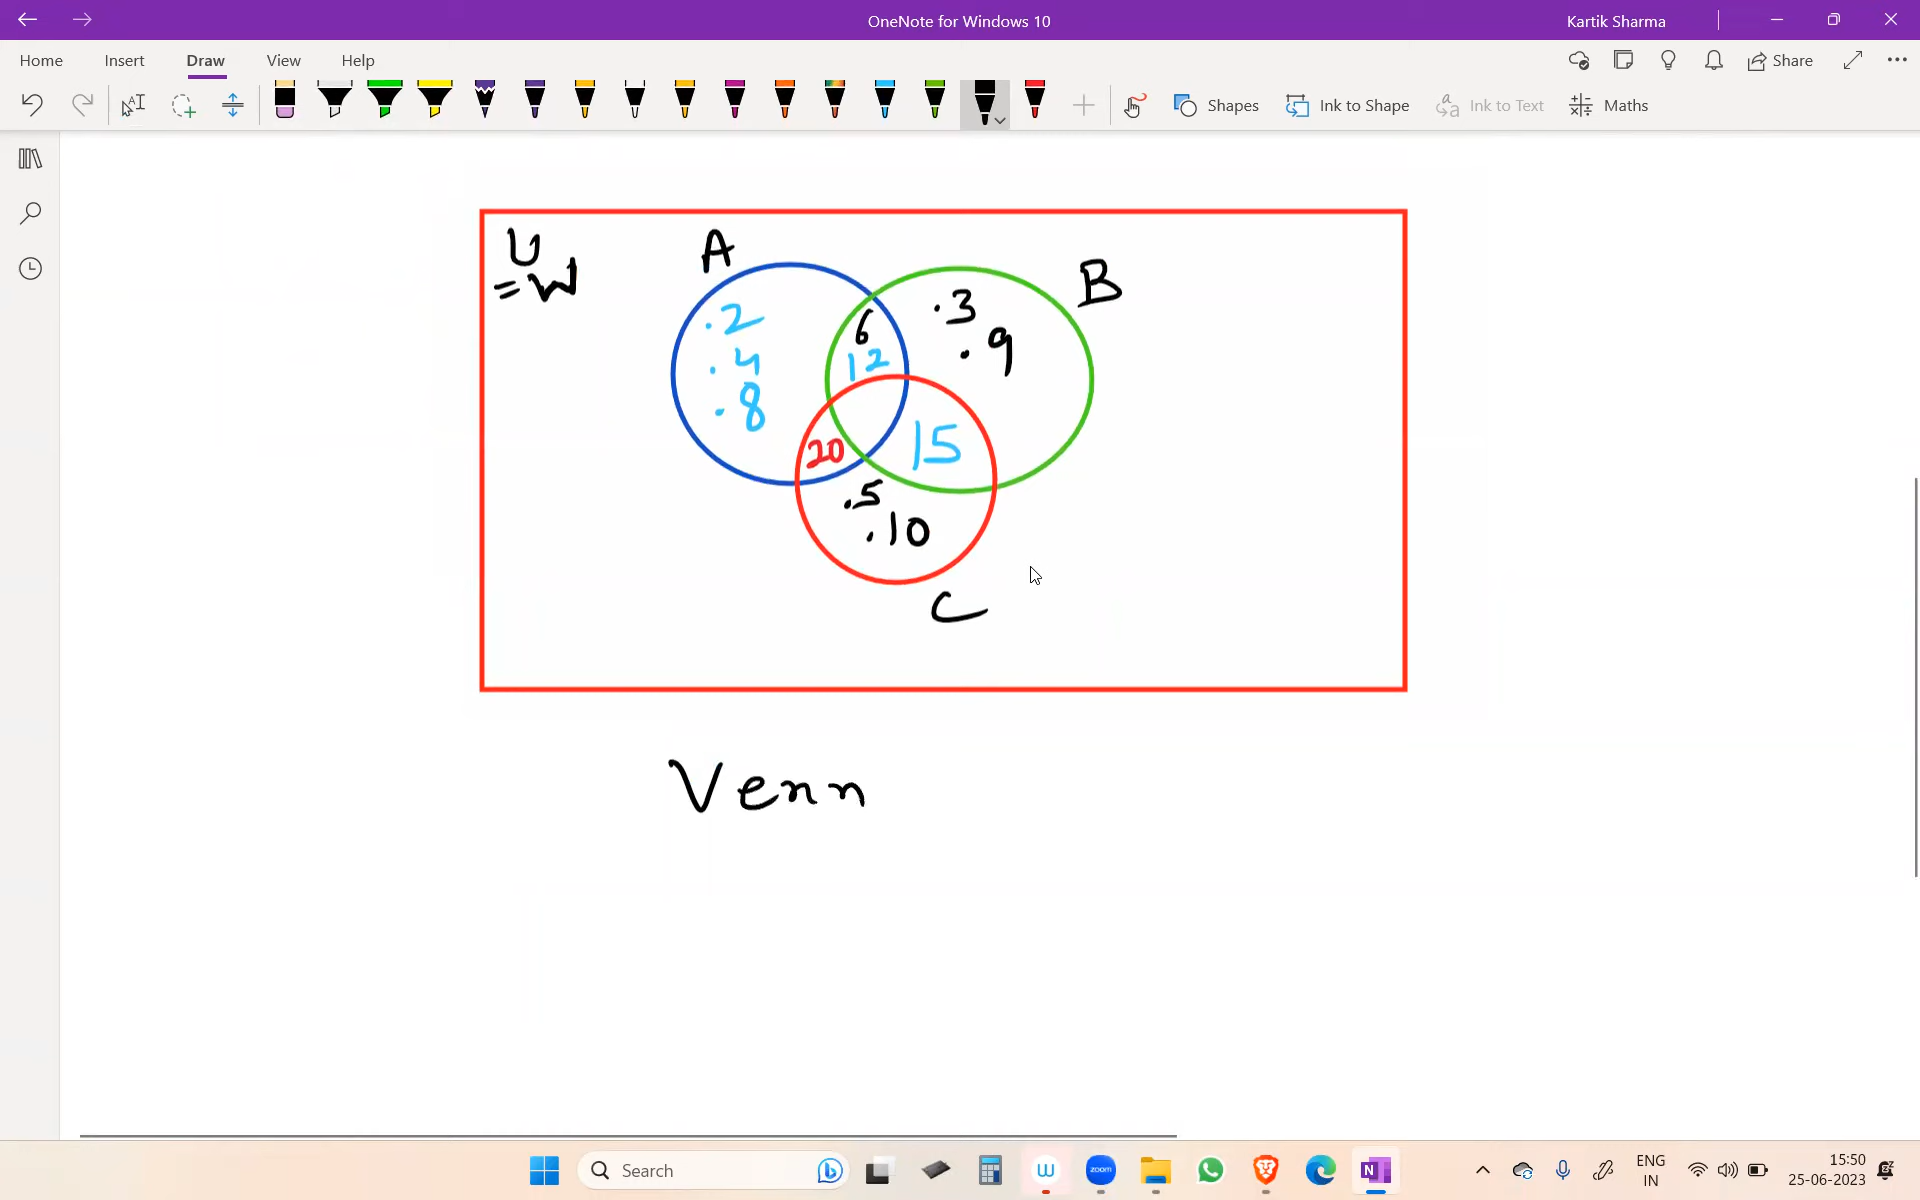 OneNote for Windows 10
Kartik Sharma
Home Insert Draw View Help
Share
Shapes
Ink to Shape
Ink to Text
Maths
U
= W
A
B
.2
6
.3
.4
12
.9
.8
20
15
.5
.10
C
Venn
Search
zoom
ENG
IN
15:50
25-06-2023